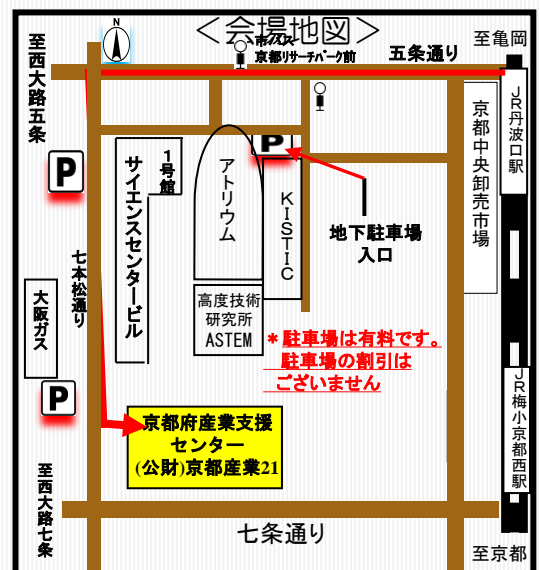 <会場地図>
N
市バス
京都リサーチパーク前
五条通り
至亀岡
至西大路五条
JR丹波口駅
京都中央卸売市場
P
P
1号館
サイエンスセンタービル
アトリウム
KISTIC
地下駐車場
入口
七本松通り
大阪ガス
高度技術
研究所
ASTEM
*駐車場は有料です。
駐車場の割引は
ございません
P
JR梅小京都西駅
京都府産業支援
センター
(公財)京都産業21
至西大路七条
七条通り
至京都